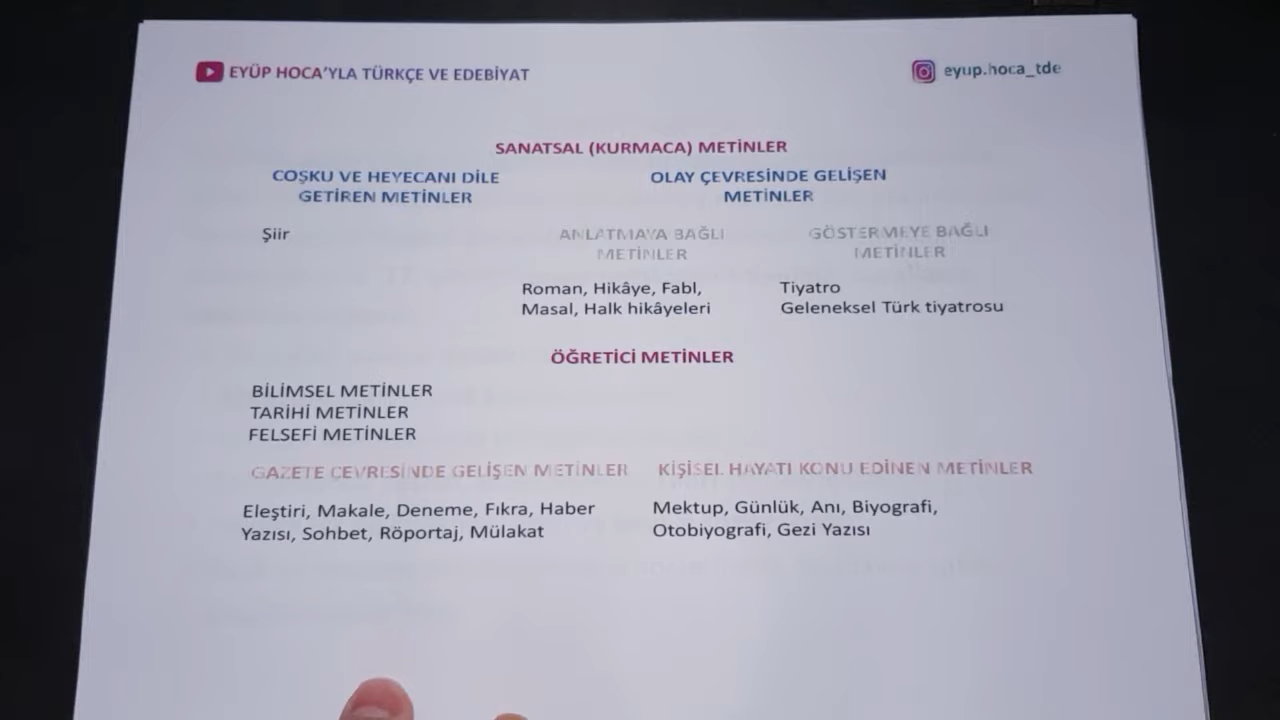 EYÜP HOCA'YLA TÜRKÇE VE EDEBİYAT
eyup.hoca_tde
SANATSAL (KURMACA) METİNLER
COŞKU VE HEYECANI DİLE
GETİREN METİNLER
OLAY ÇEVRESİNDE GELİŞEN
METİNLER
Şiir
ANLATMAYA BAĞLI
METİNLER
GÖSTERMEYE BAĞLI
METİNLER
Roman, Hikâye, Fabl,
Masal, Halk hikâyeleri
Tiyatro
Geleneksel Türk tiyatrosu
ÖĞRETİCİ METİNLER
BİLİMSEL METİNLER
TARİHİ METİNLER
FELSEFİ METİNLER
GAZETE ÇEVRESİNDE GELİŞEN METİNLER
KİŞİSEL HAYATI KONU EDİNEN METİNLER
Eleştiri, Makale, Deneme, Fıkra, Haber
Yazısı, Sohbet, Röportaj, Mülakat
Mektup, Günlük, Anı, Biyografi,
Otobiyografi, Gezi Yazısı